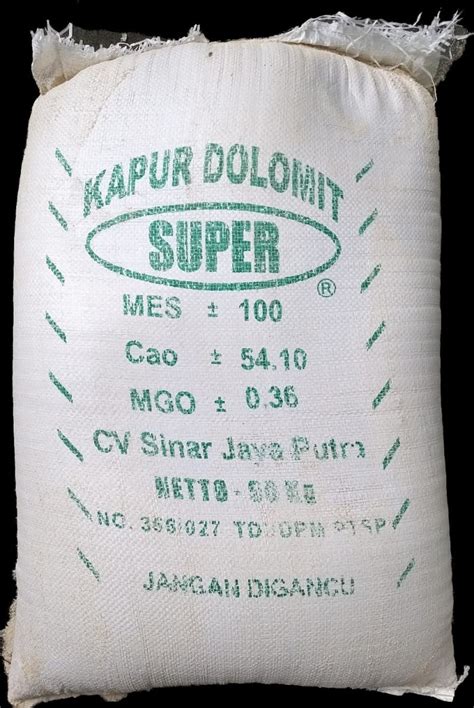 KAPUR DOLOMIT
SUPER
®
MES ± 100
Cao ± 54.10
MGO ± 0.36
CV Sinar Jaya Putra
NETTO - Kg
NO.
JANGAN DIGANCU